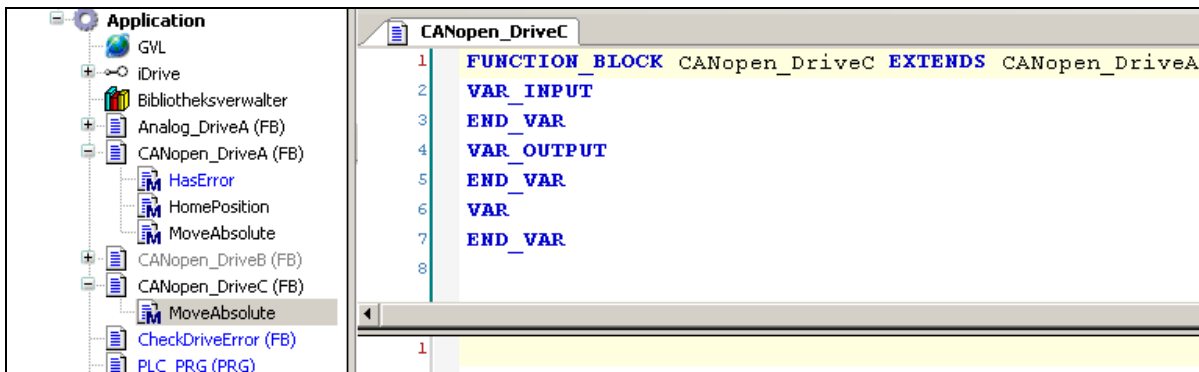 Application
GVL
iDrive
Bibliotheksverwalter
Analog_DriveA (FB)
CANopen_DriveA (FB)
HasError
HomePosition
MoveAbsolute
CANopen_DriveB (FB)
CANopen_DriveC (FB)
MoveAbsolute
CheckDriveError (FB)
PLC_PRG (PRG)
CANopen_DriveC
1 FUNCTION_BLOCK CANopen_DriveC EXTENDS CANopen_DriveA
2 VAR_INPUT
3 END_VAR
4 VAR_OUTPUT
5 END_VAR
6 VAR
7 END_VAR
8
1